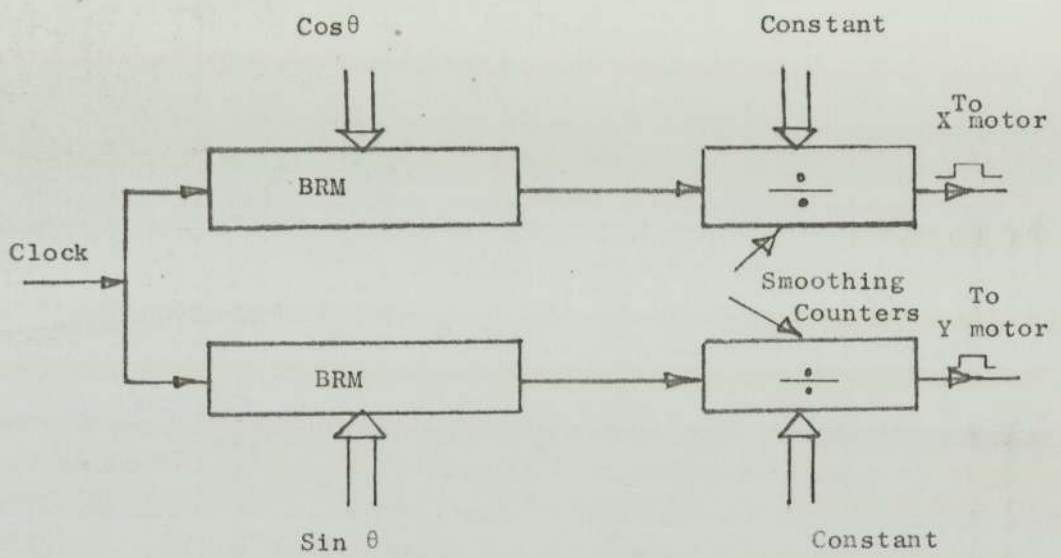 Cosθ
Constant
To
X motor
BRM
÷
Clock
Smoothing
Counters
To
Y motor
BRM
÷
Sin θ
Constant